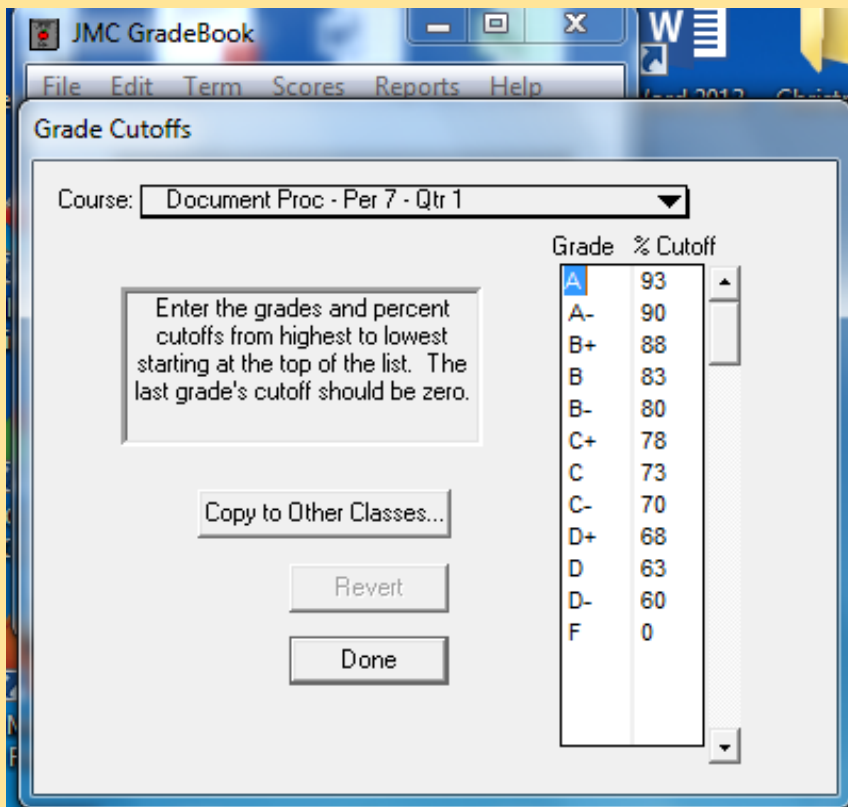 JMC GradeBook
W
File Edit Term Scores Reports Help
Grade Cutoffs
Course: Document Proc - Per 7 - Qtr 1
Grade % Cutoff
Enter the grades and percent
cutoffs from highest to lowest
starting at the top of the list. The
last grade's cutoff should be zero.
A 93
A- 90
B+ 88
B 83
B- 80
C+ 78
C 73
C- 70
D+ 68
D 63
D- 60
F 0
Copy to Other Classes...
Revert
Done